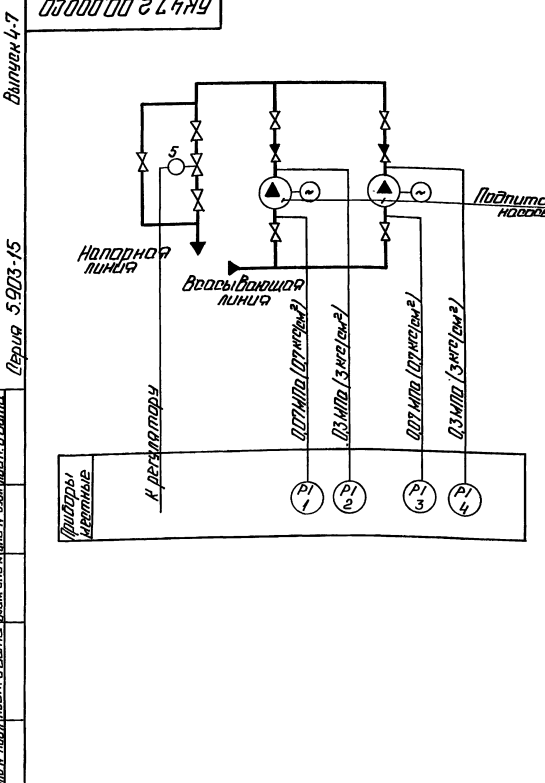 Выпуск 4-7
Серия 5.903-15
5
Напорная
линия
Всасывающая
линия
~
~
К регулятору
0,07 МПа (0,7 кгс/см²)
0,3 МПа (3 кгс/см²)
0,07 МПа (0,7 кгс/см²)
0,3 МПа (3 кгс/см²)
Приборы
местные
PI
1
PI
2
PI
3
PI
4